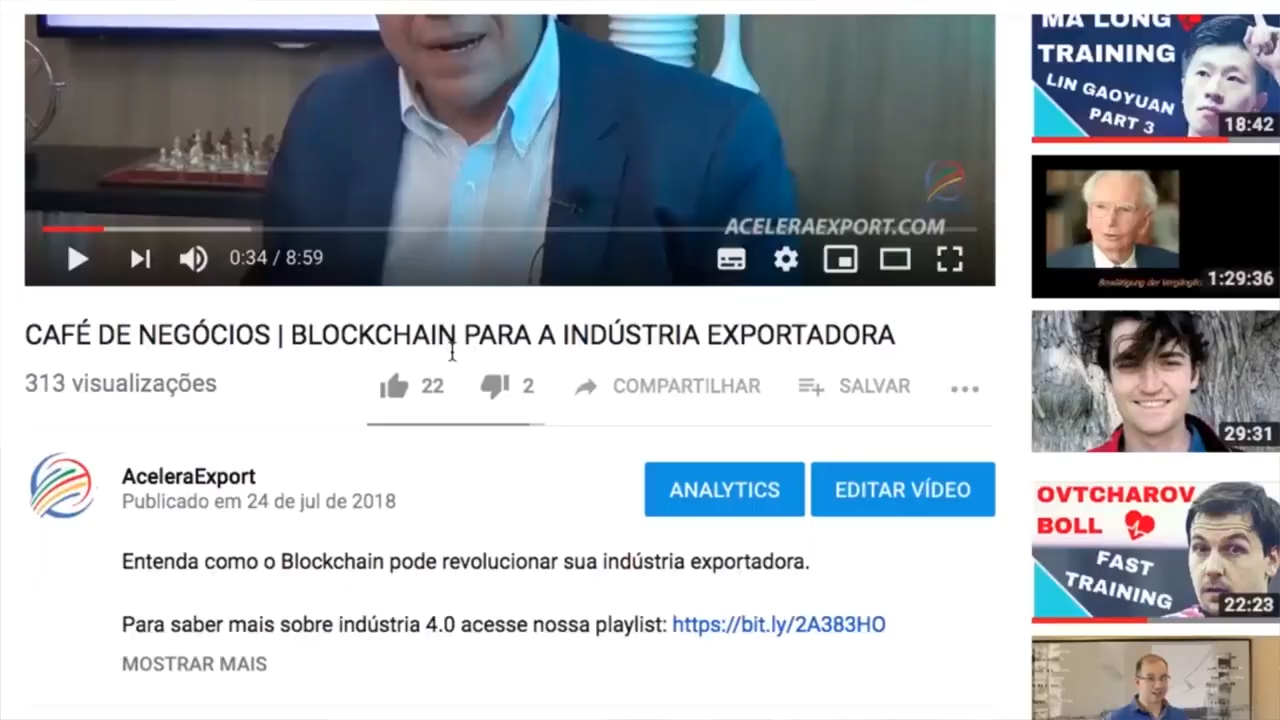 ACELERAEXPORT.COM
0:34 / 8:59
CAFÉ DE NEGÓCIOS | BLOCKCHAIN PARA A INDÚSTRIA EXPORTADORA
313 visualizações
22
2
COMPARTILHAR
SALVAR
AceleraExport
Publicado em 24 de jul de 2018
ANALYTICS
EDITAR VÍDEO
Entenda como o Blockchain pode revolucionar sua indústria exportadora.
Para saber mais sobre indústria 4.0 acesse nossa playlist: https://bit.ly/2A383HO
MOSTRAR MAIS
MA LONG
TRAINING
LIN GAOYUAN
PART 3
18:42
1:29:36
29:31
OVTCHAROV
BOLL
FAST
TRAINING
22:23